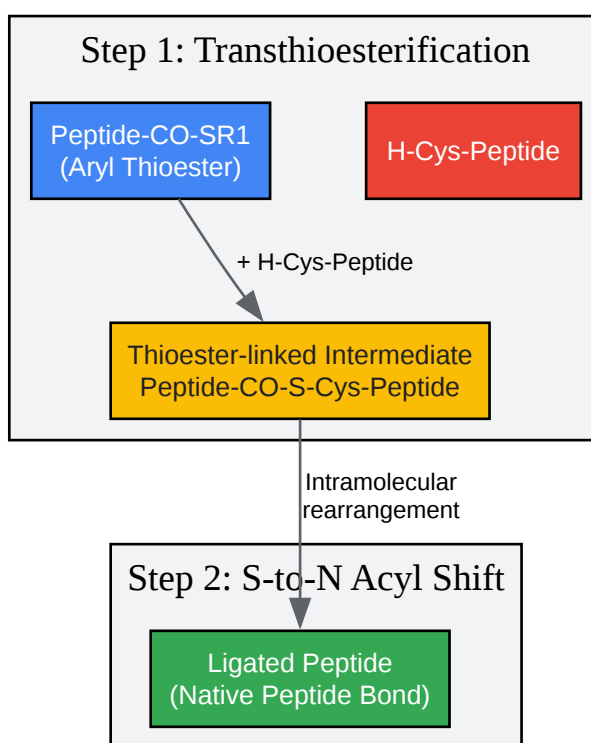 Step 1: Transthioesterification
Peptide-CO-SR1
(Aryl Thioester)
H-Cys-Peptide
+ H-Cys-Peptide
Thioester-linked Intermediate
Peptide-CO-S-Cys-Peptide
Intramolecular
rearrangement
Step 2: S-to-N Acyl Shift
Ligated Peptide
(Native Peptide Bond)